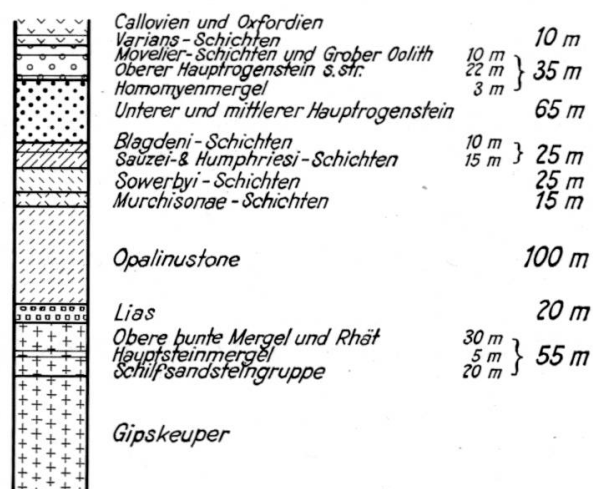 Callovien und Oxfordien
Varians-Schichten 10 m
Movelier-Schichten und Grober Oolith 10 m
Oberer Hauptrogenstein s.str. 22 m } 35 m
Homomyenmergel 3 m
Unterer und mittlerer Hauptrogenstein 65 m
Blagdeni-Schichten 10 m
Sauzei-& Humphriesi-Schichten 15 m } 25 m
Sowerbyi-Schichten 25 m
Murchisonae-Schichten 15 m
Opalinustone 100 m
Lias 20 m
Obere bunte Mergel und Rhät 30 m
Hauptsteinmergel 5 m } 55 m
Schilfsandsteingruppe 20 m
Gipskeuper